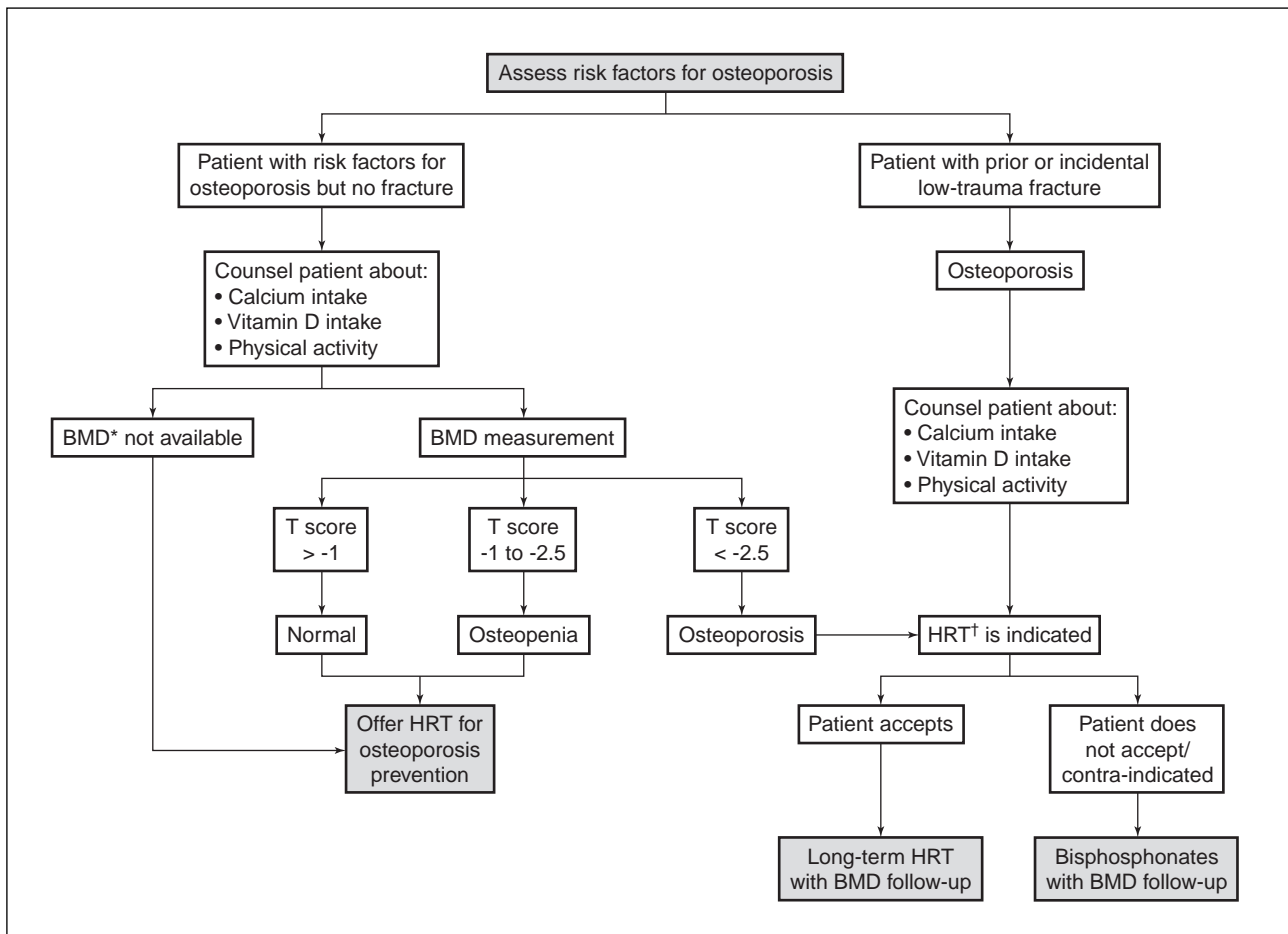 Assess risk factors for osteoporosis
Patient with risk factors for
osteoporosis but no fracture
Patient with prior or incidental
low-trauma fracture
Counsel patient about:
• Calcium intake
• Vitamin D intake
• Physical activity
Osteoporosis
BMD* not available
BMD measurement
Counsel patient about:
• Calcium intake
• Vitamin D intake
• Physical activity
T score
> -1
T score
-1 to -2.5
T score
< -2.5
Normal
Osteopenia
Osteoporosis
HRT† is indicated
Offer HRT for
osteoporosis
prevention
Patient accepts
Patient does
not accept/
contra-indicated
Long-term HRT
with BMD follow-up
Bisphosphonates
with BMD follow-up